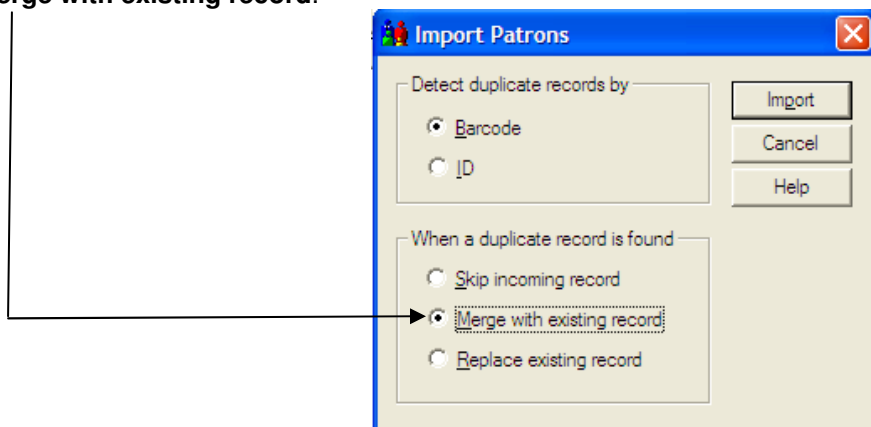 erge with existing record.
Import Patrons
Detect duplicate records by
Barcode
ID
Import
Cancel
Help
When a duplicate record is found
Skip incoming record
Merge with existing record
Replace existing record